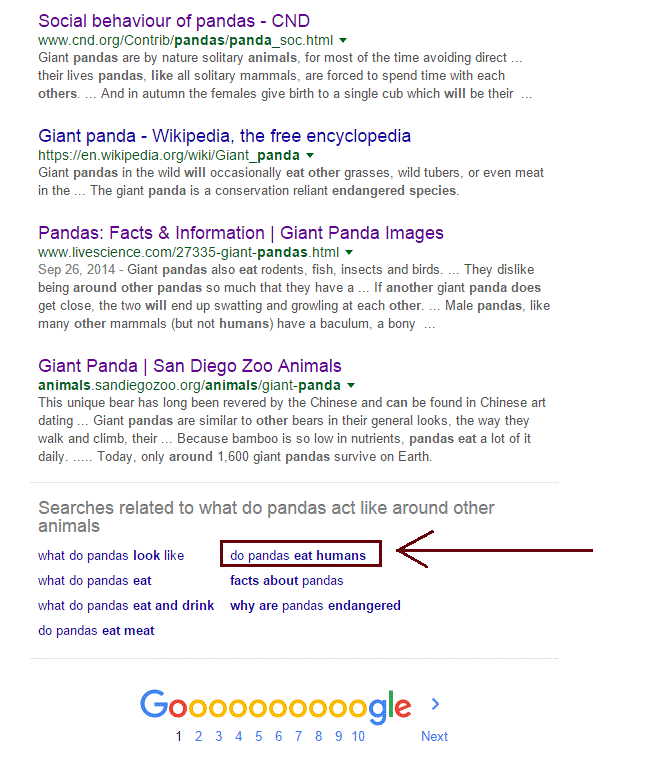 Social behaviour of pandas - CND
www.cnd.org/Contrib/pandas/panda_soc.html
Giant pandas are by nature solitary animals, for most of the time avoiding direct ...
their lives pandas, like all solitary mammals, are forced to spend time with each
others. ... And in autumn the females give birth to a single cub which will be their ...
Giant panda - Wikipedia, the free encyclopedia
https://en.wikipedia.org/wiki/Giant_panda
Giant pandas in the wild will occasionally eat other grasses, wild tubers, or even meat
in the ... The giant panda is a conservation reliant endangered species.
Pandas: Facts & Information | Giant Panda Images
www.livescience.com/27335-giant-pandas.html
Sep 26, 2014 - Giant pandas also eat rodents, fish, insects and birds. ... They dislike
being around other pandas so much that they have a ... If another giant panda does
get close, the two will end up swatting and growling at each other. ... Male pandas, like
many other mammals (but not humans) have a baculum, a bony ...
Giant Panda | San Diego Zoo Animals
animals.sandiegozoo.org/animals/giant-panda
This unique bear has long been revered by the Chinese and can be found in Chinese art
dating ... Giant pandas are similar to other bears in their general looks, the way they
walk and climb, their ... Because bamboo is so low in nutrients, pandas eat a lot of it
daily. ..... Today, only around 1,600 giant pandas survive on Earth.
Searches related to what do pandas act like around other
animals
what do pandas look like do pandas eat humans
what do pandas eat facts about pandas
what do pandas eat and drink why are pandas endangered
do pandas eat meat
Goooooooooogle >
1 2 3 4 5 6 7 8 9 10 Next